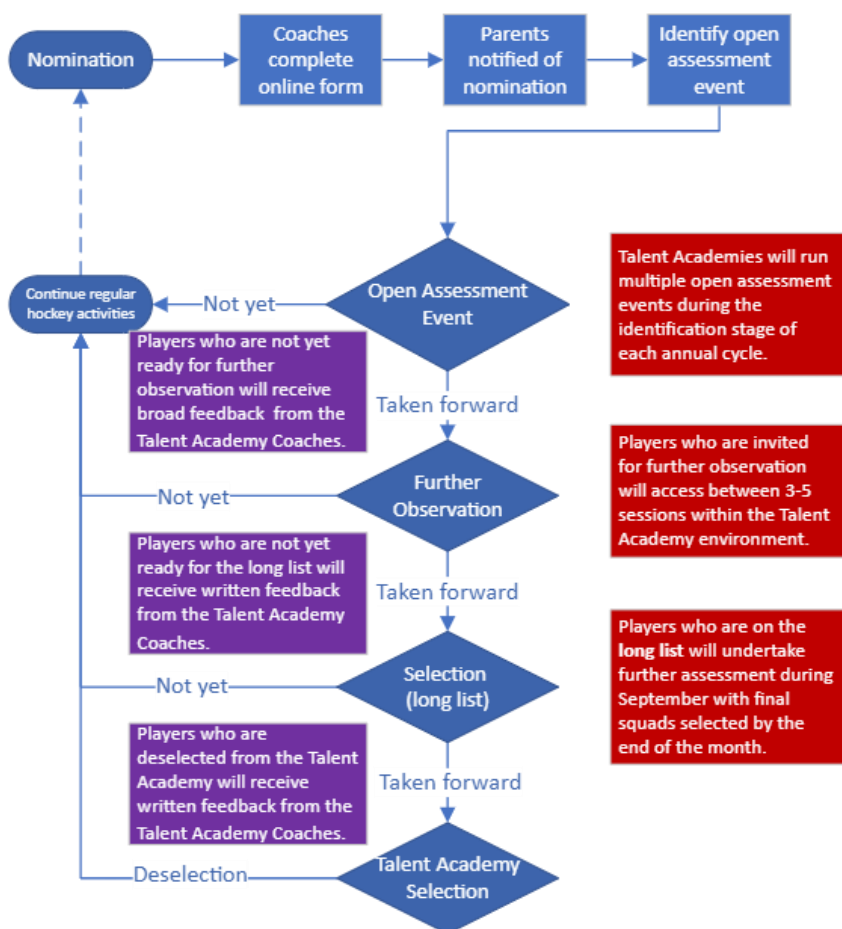 Nomination
Coaches
complete
online form
Parents
notified of
nomination
Identify open
assessment
event
Talent Academies will run
multiple open assessment
events during the
identification stage of
each annual cycle.
Open Assessment
Event
Not yet
Continue regular
hockey activities
Players who are not yet
ready for further
observation will receive
broad feedback from the
Talent Academy Coaches.
Taken forward
Players who are invited
for further observation
will access between 3-5
sessions within the Talent
Academy environment.
Further
Observation
Not yet
Players who are not yet
ready for the long list will
receive written feedback
from the Talent Academy
Coaches.
Taken forward
Players who are on the
long list will undertake
further assessment during
September with final
squads selected by the
end of the month.
Selection
(long list)
Not yet
Players who are
deselected from the Talent
Academy will receive
written feedback from the
Talent Academy Coaches.
Taken forward
Talent Academy
Selection
Deselection